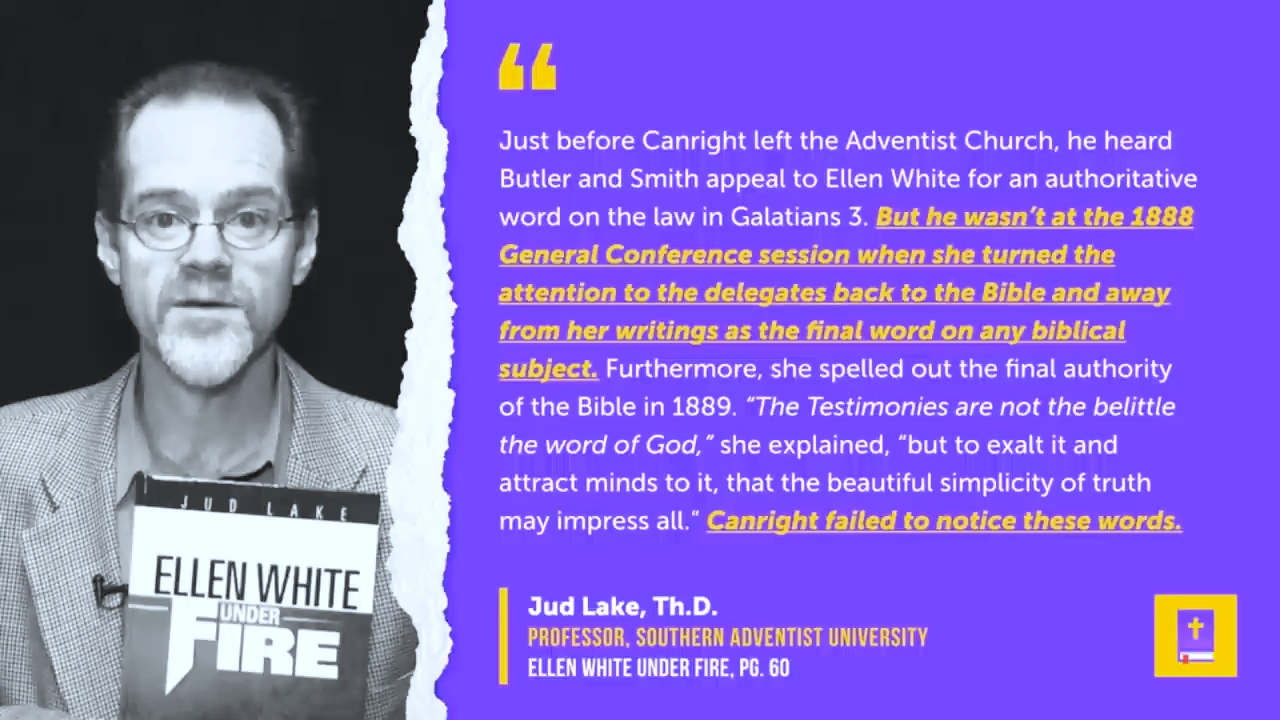 “
Just before Canright left the Adventist Church, he heard
Butler and Smith appeal to Ellen White for an authoritative
word on the law in Galatians 3. But he wasn’t at the 1888
General Conference session when she turned the
attention to the delegates back to the Bible and away
from her writings as the final word on any biblical
subject. Furthermore, she spelled out the final authority
of the Bible in 1889. “The Testimonies are not the belittle
the word of God,” she explained, “but to exalt it and
attract minds to it, that the beautiful simplicity of truth
may impress all.” Canright failed to notice these words.
Jud Lake, Th.D.
PROFESSOR, SOUTHERN ADVENTIST UNIVERSITY
ELLEN WHITE UNDER FIRE, PG. 60
JUD LAKE
ELLEN WHITE
UNDER
FIRE